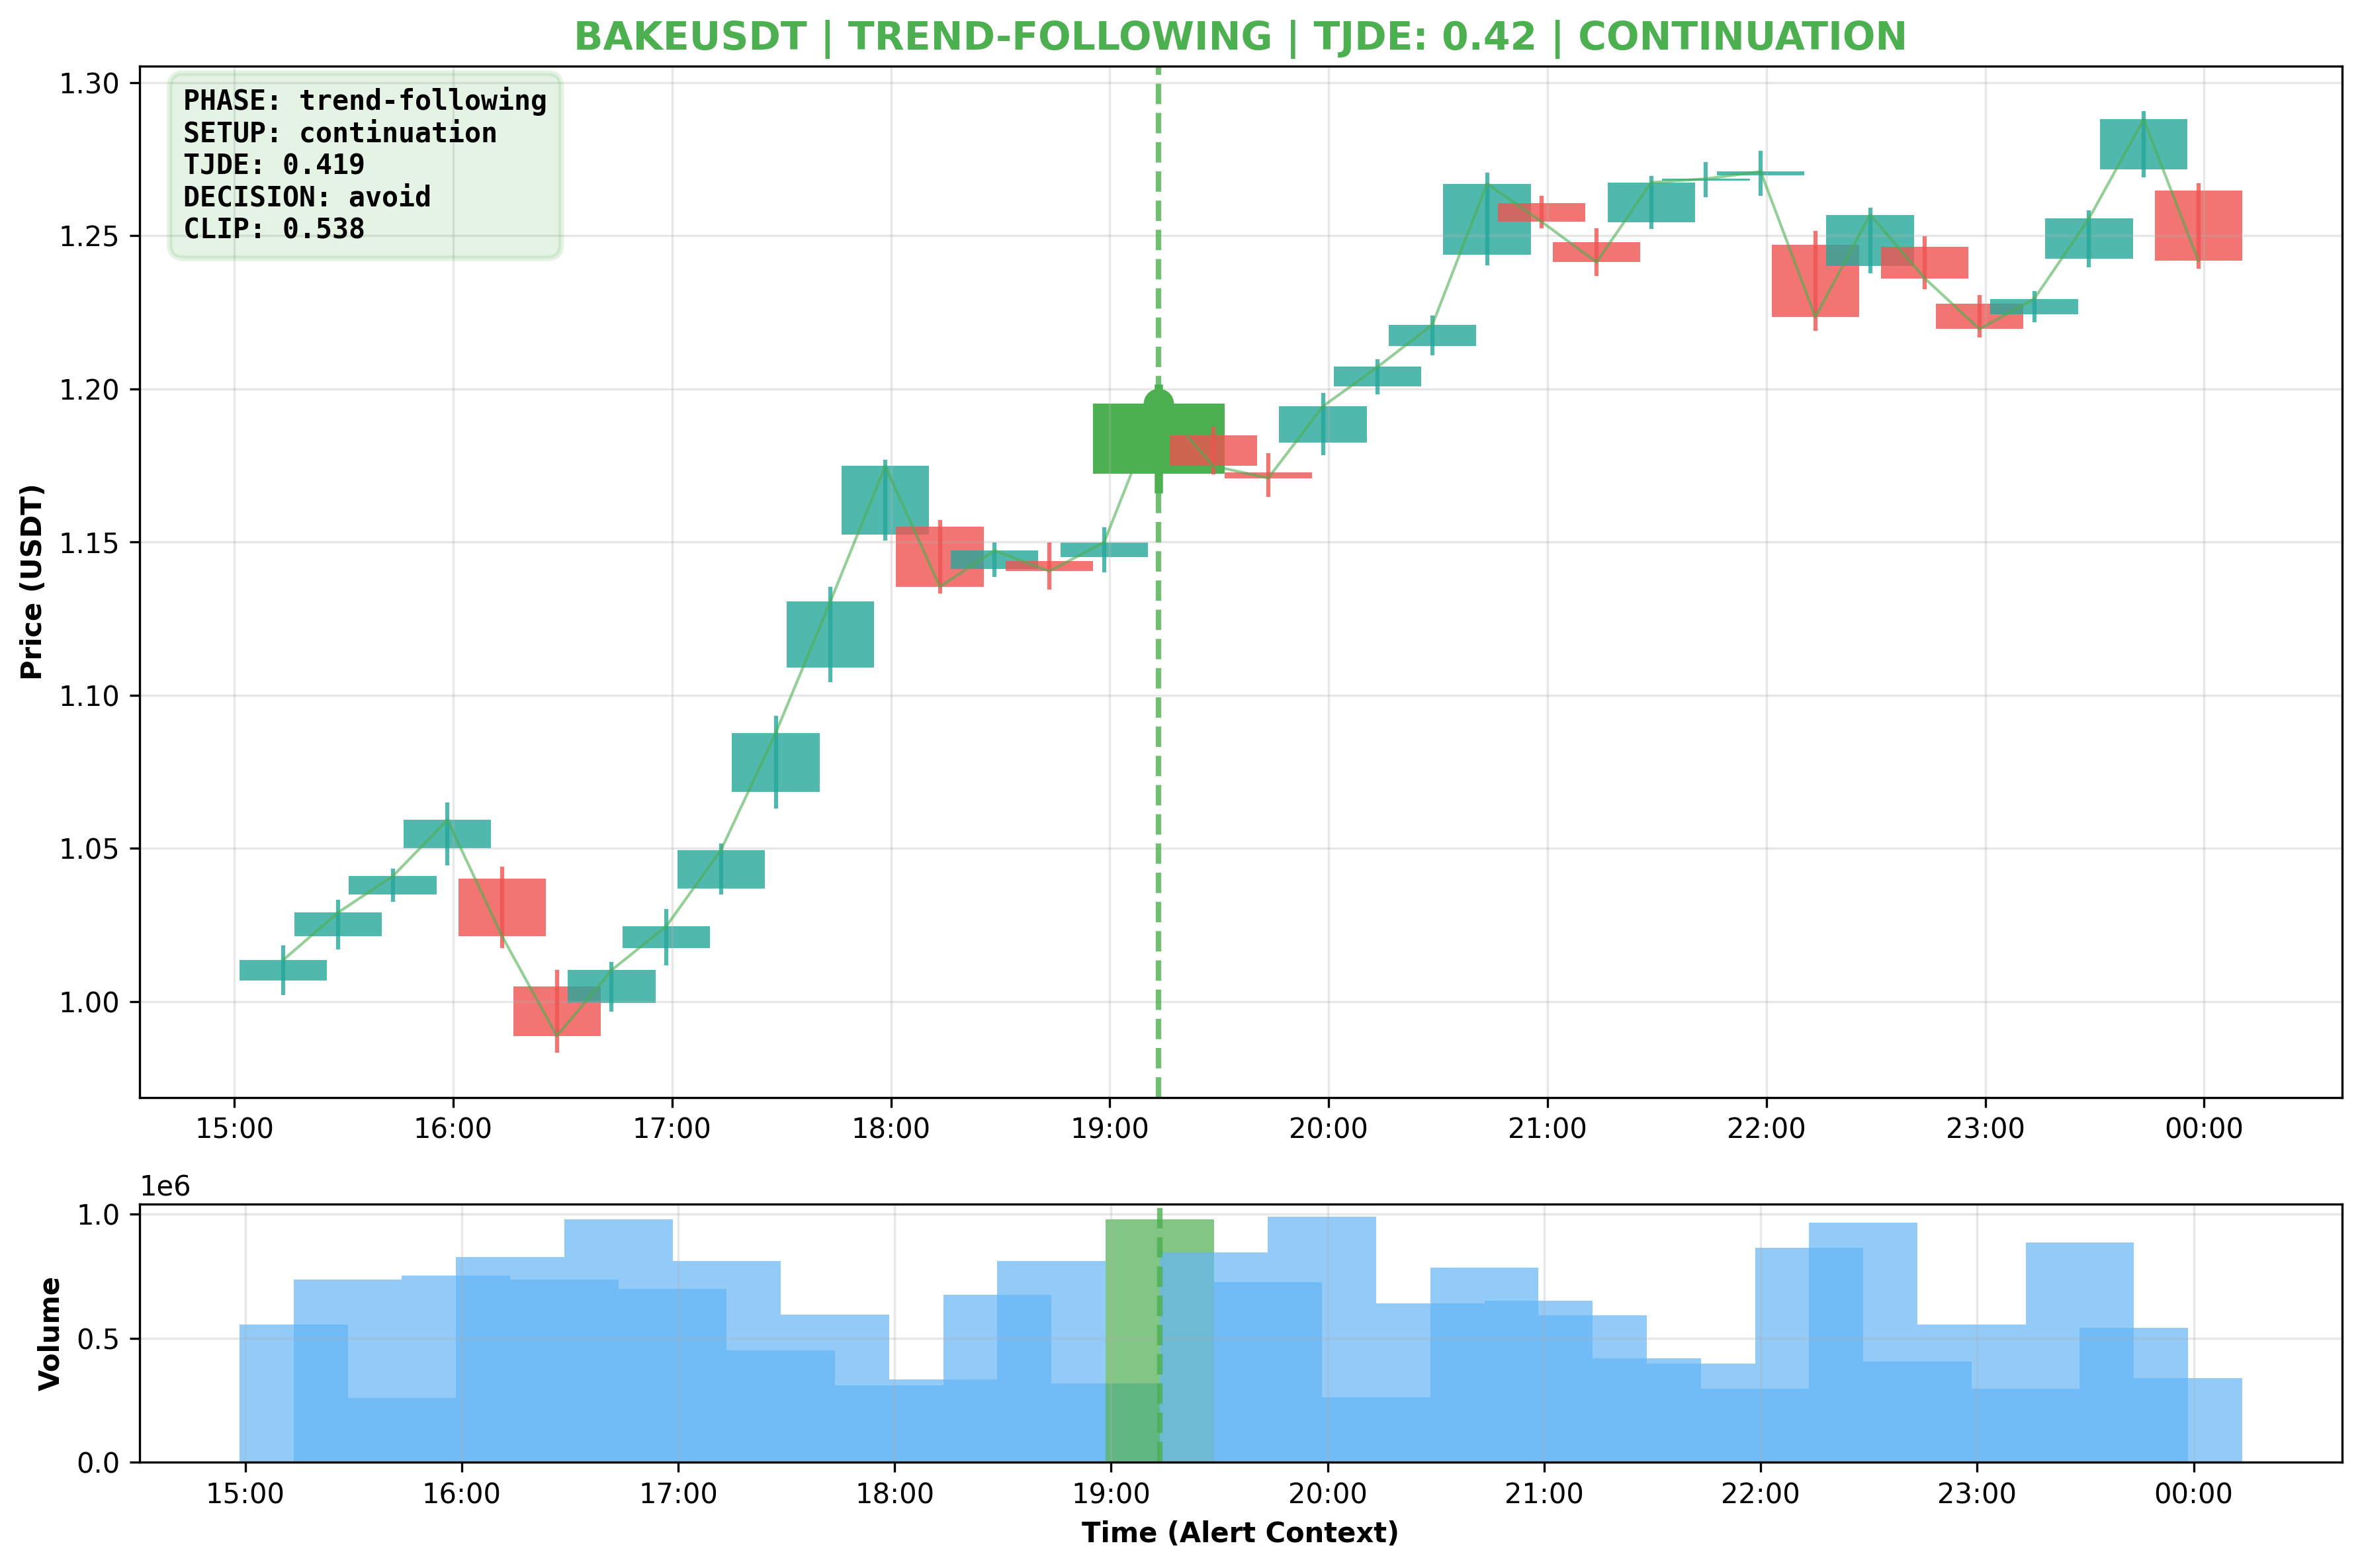 BAKEUSDT | TREND-FOLLOWING | TJDE: 0.42 | CONTINUATION
PHASE: trend-following
SETUP: continuation
TJDE: 0.419
DECISION: avoid
CLIP: 0.538
Price (USDT)
1.30
1.25
1.20
1.15
1.10
1.05
1.00
15:00 16:00 17:00 18:00 19:00 20:00 21:00 22:00 23:00 00:00
1e6
Volume
1.0
0.5
0.0
15:00 16:00 17:00 18:00 19:00 20:00 21:00 22:00 23:00 00:00
Time (Alert Context)